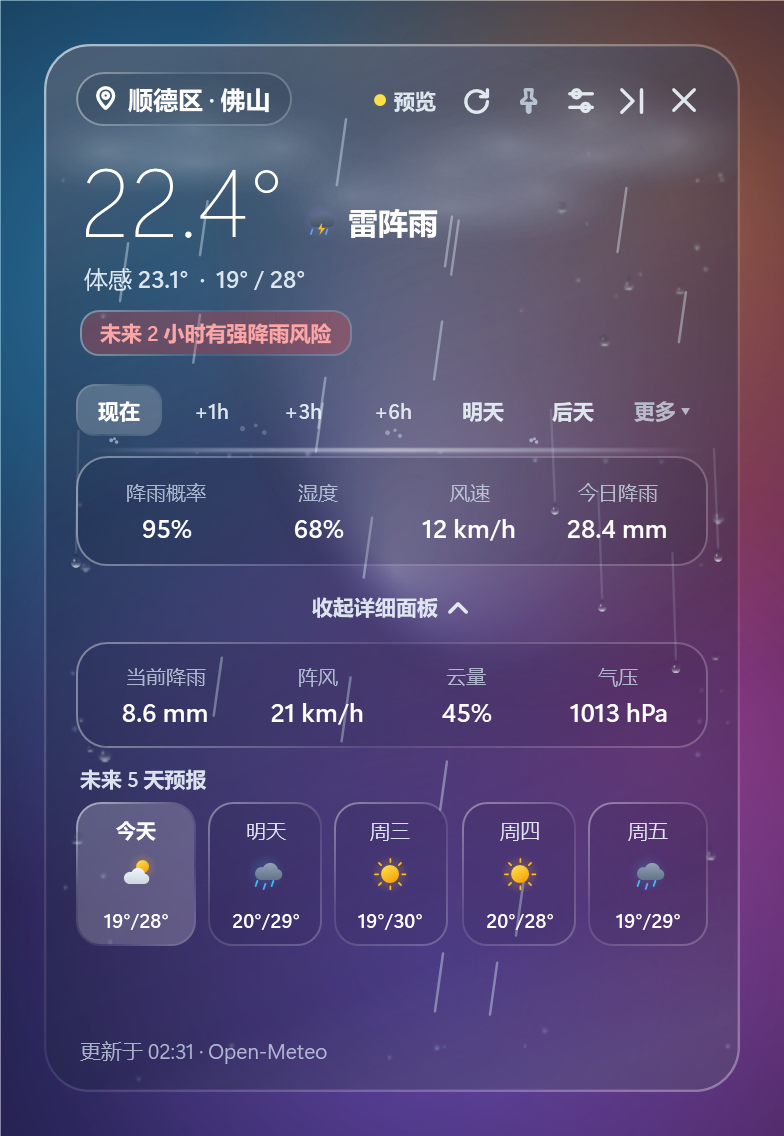 顺德区 · 佛山
预览
22.4°
雷阵雨
体感 23.1° · 19° / 28°
未来 2 小时有强降雨风险
现在 +1h +3h +6h 明天 后天 更多
降雨概率 湿度 风速 今日降雨
95% 68% 12 km/h 28.4 mm
收起详细面板
当前降雨 阵风 云量 气压
8.6 mm 21 km/h 45% 1013 hPa
未来 5 天预报
今天 明天 周三 周四 周五
19°/28° 20°/29° 19°/30° 20°/28° 19°/29°
更新于 02:31 · Open-Meteo